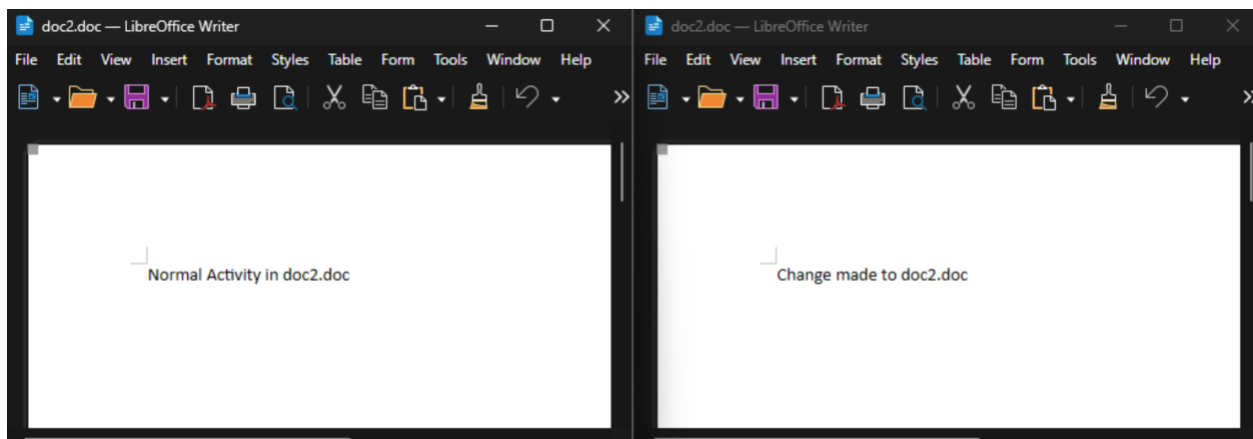 doc2.doc — LibreOffice Writer
File Edit View Insert Format Styles Table Form Tools Window Help
Normal Activity in doc2.doc
doc2.doc — LibreOffice Writer
File Edit View Insert Format Styles Table Form Tools Window Help
Change made to doc2.doc